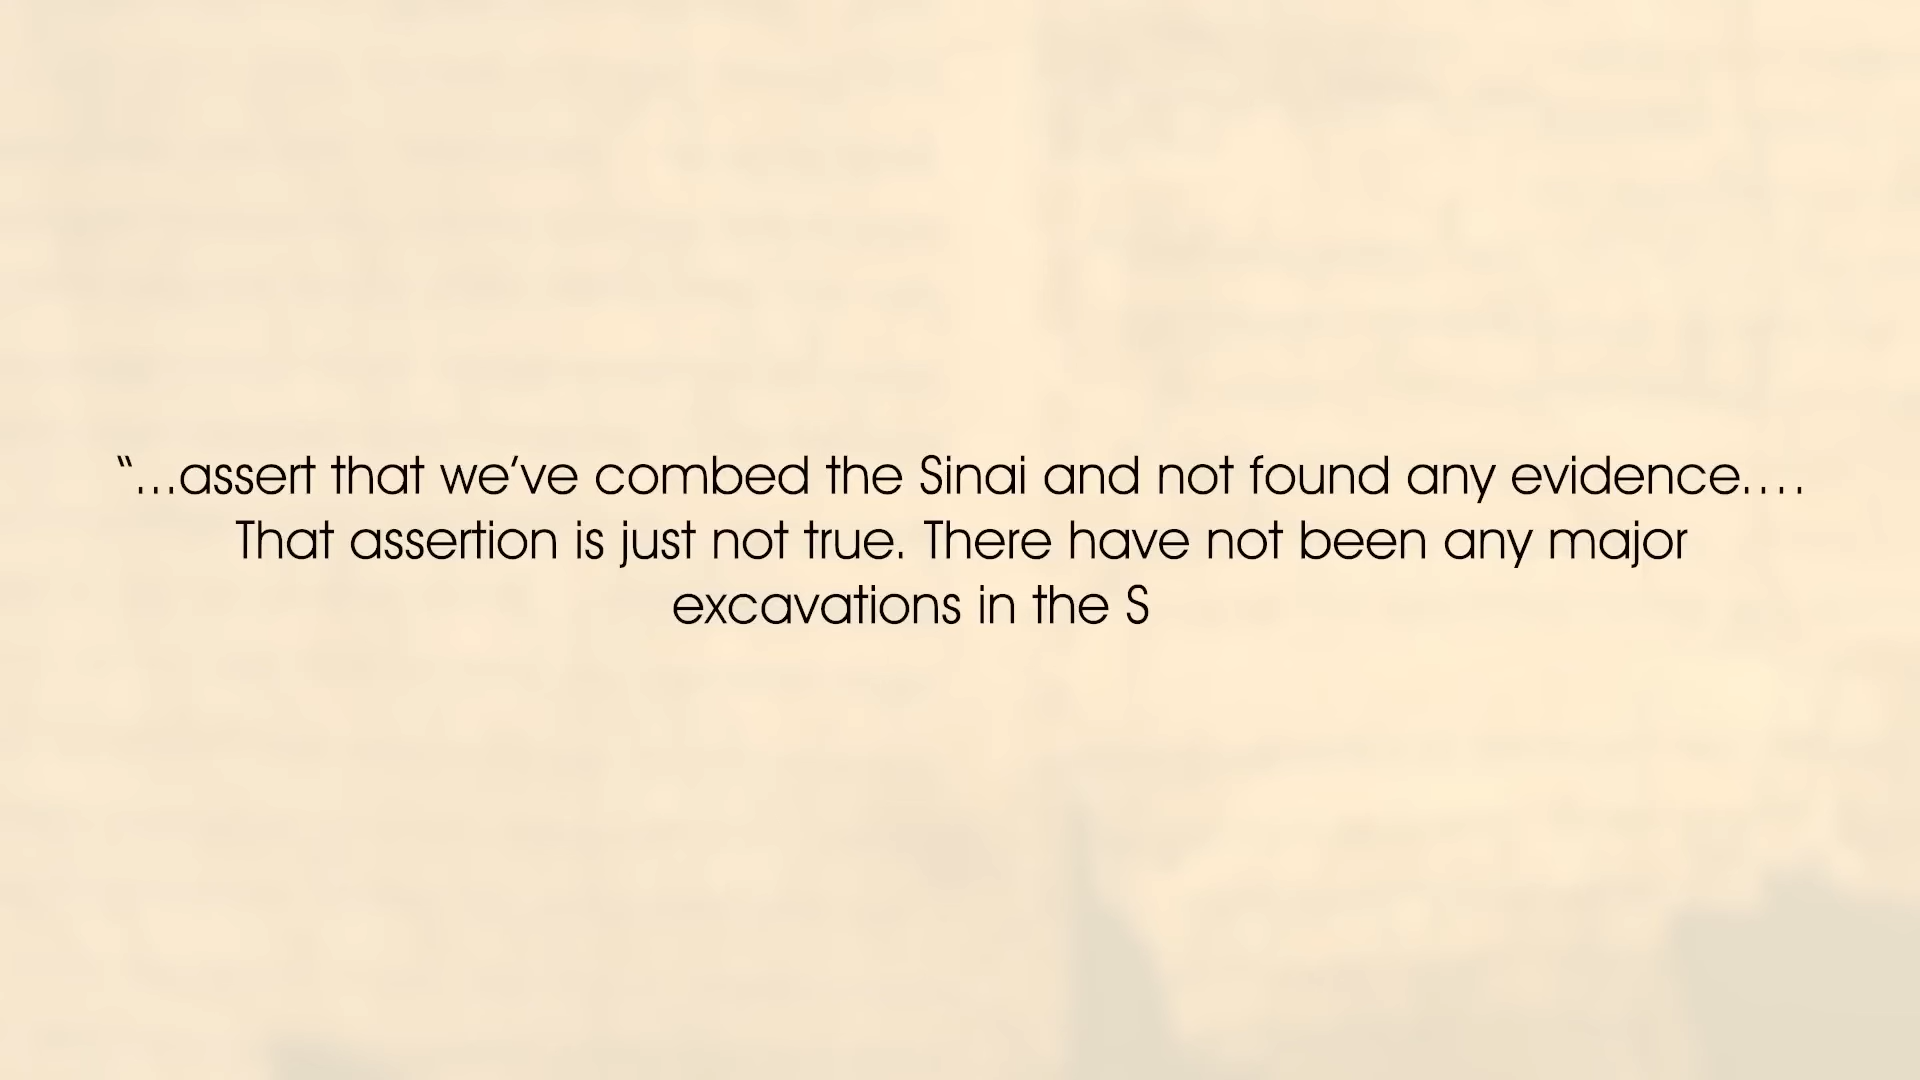 “...assert that we’ve combed the Sinai and not found any evidence....
That assertion is just not true. There have not been any major
excavations in the S